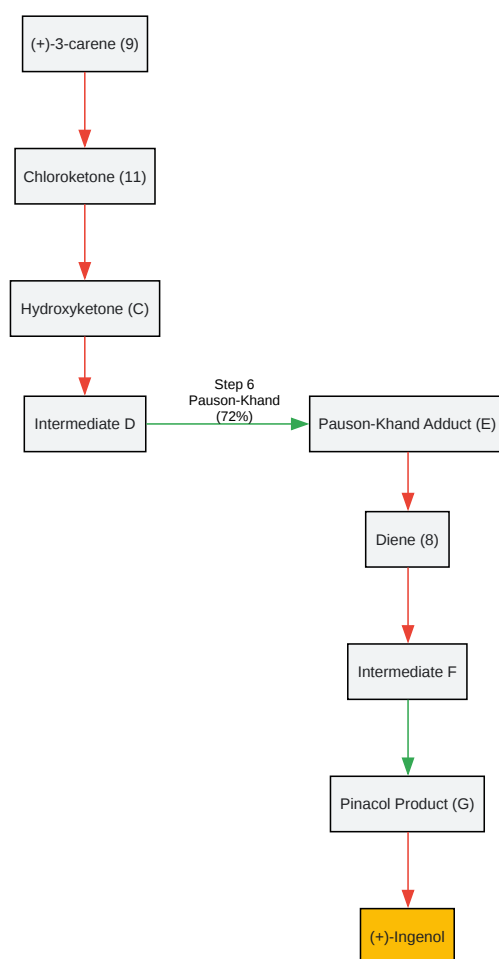 (+)-3-carene (9)
Chloroketone (11)
Hydroxyketone (C)
Intermediate D
Step 6
Pauson-Khand
(72%)
Pauson-Khand Adduct (E)
Diene (8)
Intermediate F
Pinacol Product (G)
(+)-Ingenol